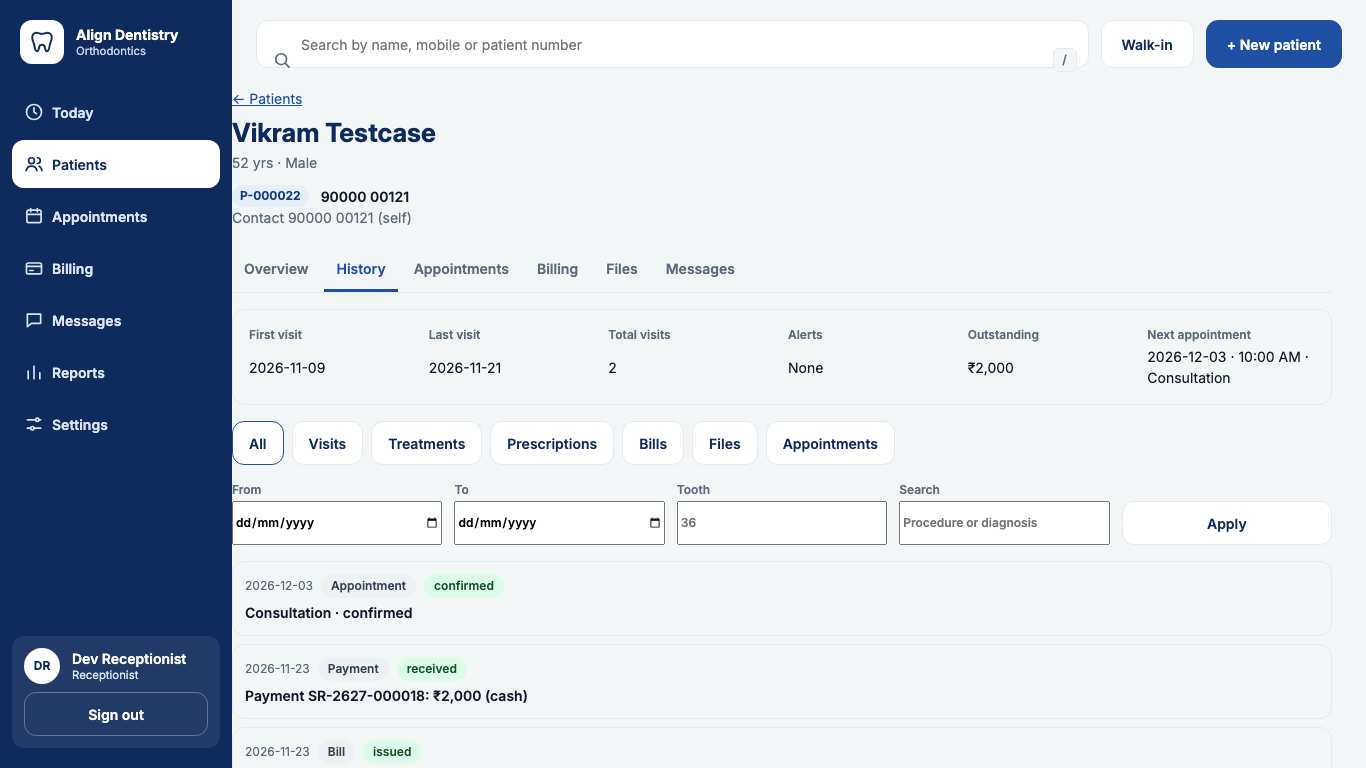 Align Dentistry
Orthodontics
Today
Patients
Appointments
Billing
Messages
Reports
Settings
DR
Dev Receptionist
Receptionist
Sign out
Search by name, mobile or patient number
/
Walk-in
+ New patient
← Patients
Vikram Testcase
52 yrs · Male
P-000022 90000 00121
Contact 90000 00121 (self)
Overview History Appointments Billing Files Messages
First visit Last visit Total visits Alerts Outstanding Next appointment
2026-11-09 2026-11-21 2 None ₹2,000 2026-12-03 · 10:00 AM ·
Consultation
All Visits Treatments Prescriptions Bills Files Appointments
From To Tooth Search
dd/mm/yyyy dd/mm/yyyy 36 Procedure or diagnosis Apply
2026-12-03 Appointment confirmed
Consultation · confirmed
2026-11-23 Payment received
Payment SR-2627-000018: ₹2,000 (cash)
2026-11-23 Bill issued